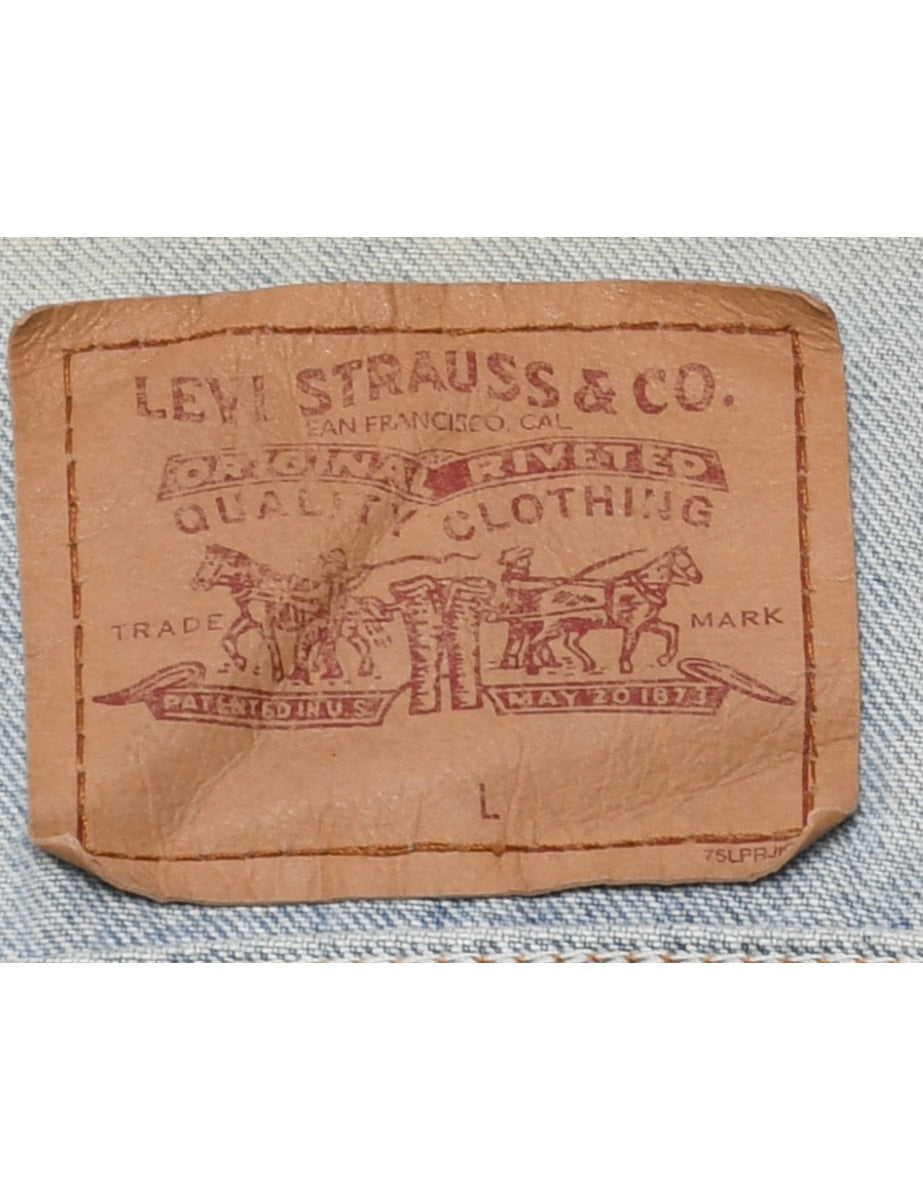 LEVI STRAUSS & CO.
SAN FRANCISCO, CAL
ORIGINAL RIVETED
QUALITY CLOTHING
TRADE MARK
PATENTED IN U.S. MAY 20 1873
L